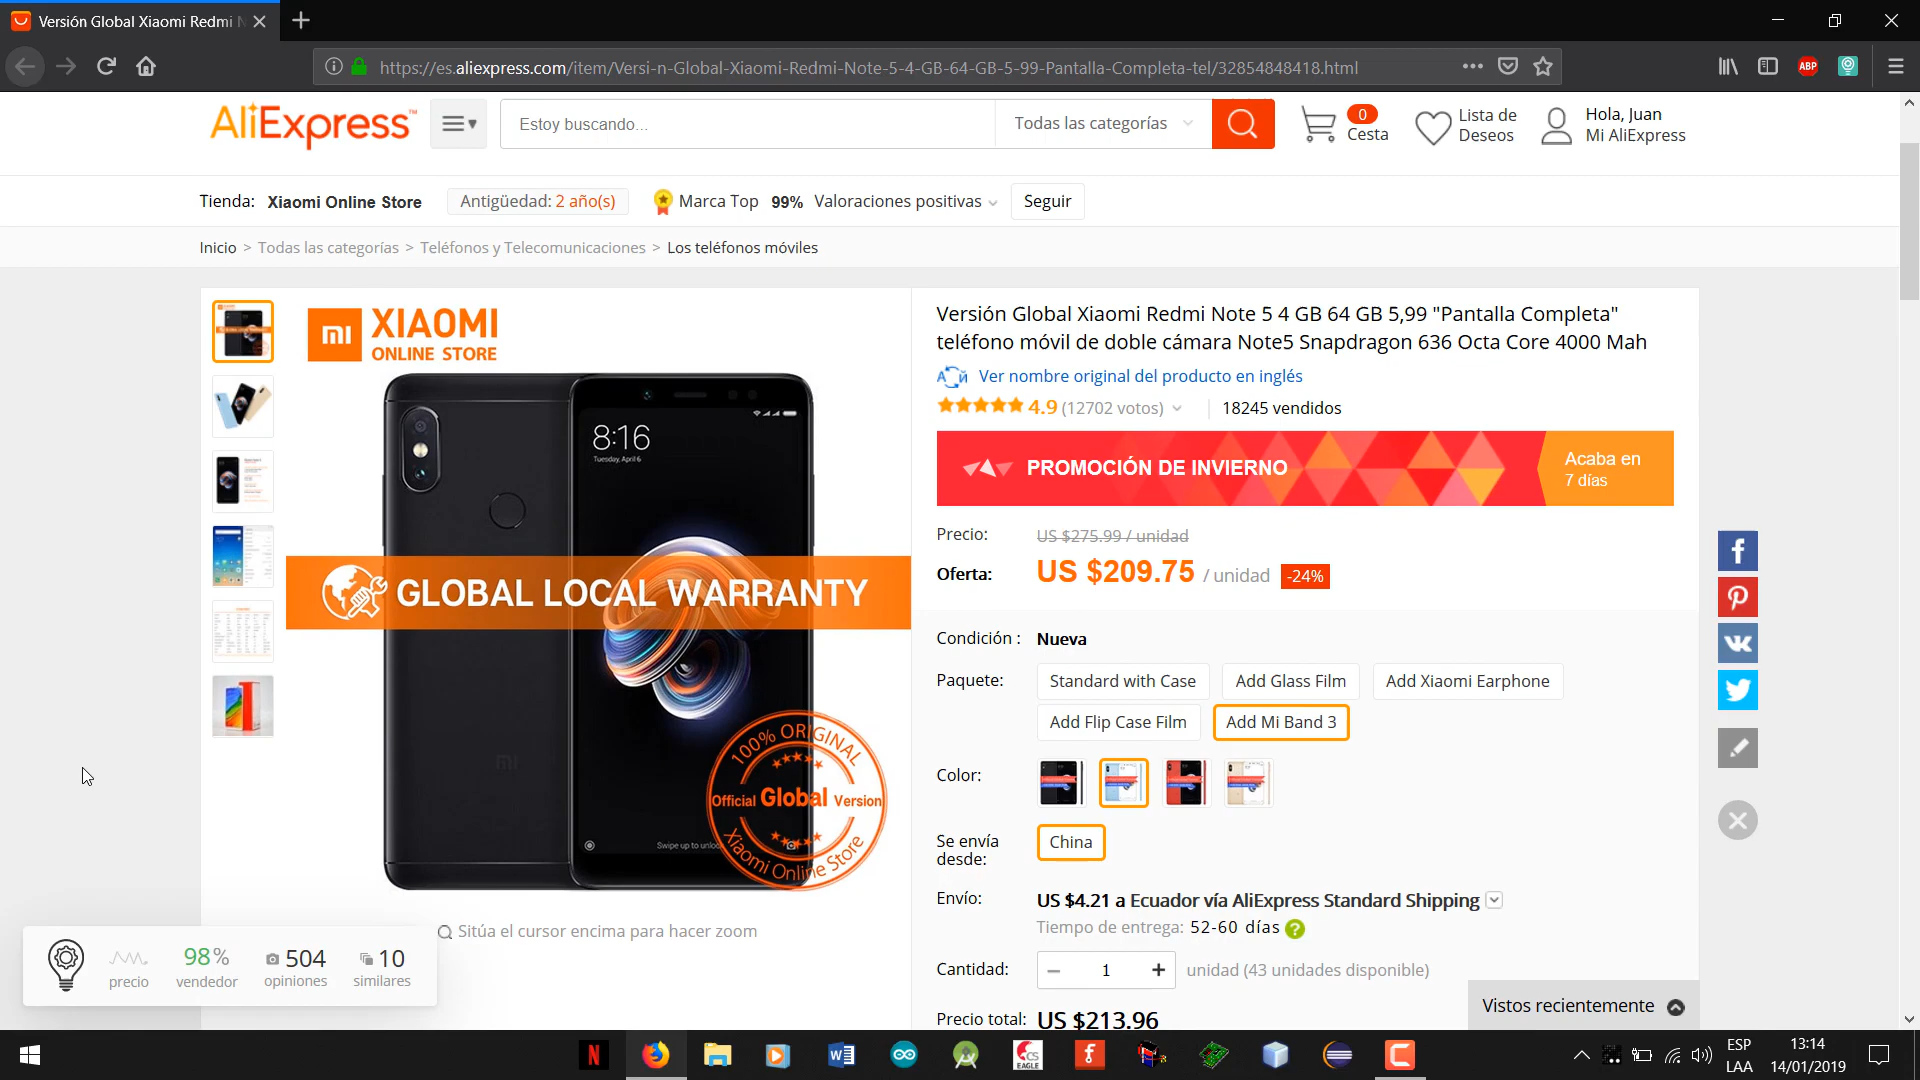 Versión Global Xiaomi Redmi N
https://es.aliexpress.com/item/Versi-n-Global-Xiaomi-Redmi-Note-5-4-GB-64-GB-5-99-Pantalla-Completa-tel/32854848418.html
ABP
AliExpress™
Estoy buscando...
Todas las categorías
0
Cesta
Lista de
Deseos
Hola, Juan
Mi AliExpress
Tienda: Xiaomi Online Store
Antigüedad: 2 año(s)
Marca Top 99% Valoraciones positivas
Seguir
Inicio > Todas las categorías > Teléfonos y Telecomunicaciones > Los teléfonos móviles
mi XIAOMI
ONLINE STORE
8:16
Tuesday, April 6
GLOBAL LOCAL WARRANTY
100% ORIGINAL
Official Global Version
Xiaomi Online Store
Swipe up to unloc
Sitúa el cursor encima para hacer zoom
Versión Global Xiaomi Redmi Note 5 4 GB 64 GB 5,99 "Pantalla Completa"
teléfono móvil de doble cámara Note5 Snapdragon 636 Octa Core 4000 Mah
Ver nombre original del producto en inglés
4.9 (12702 votos)
18245 vendidos
PROMOCIÓN DE INVIERNO
Acaba en
7 días
Precio: US $275.99 / unidad
Oferta: US $209.75 / unidad -24%
Condición : Nueva
Paquete: Standard with Case Add Glass Film Add Xiaomi Earphone
Add Flip Case Film Add Mi Band 3
Color:
Se envía
desde:
China
Envío: US $4.21 a Ecuador vía AliExpress Standard Shipping
Tiempo de entrega: 52-60 días ?
Cantidad: − 1 + unidad (43 unidades disponible)
Precio total: US $213.96
Vistos recientemente
precio
98%
vendedor
504
opiniones
10
similares
ESP
LAA
13:14
14/01/2019